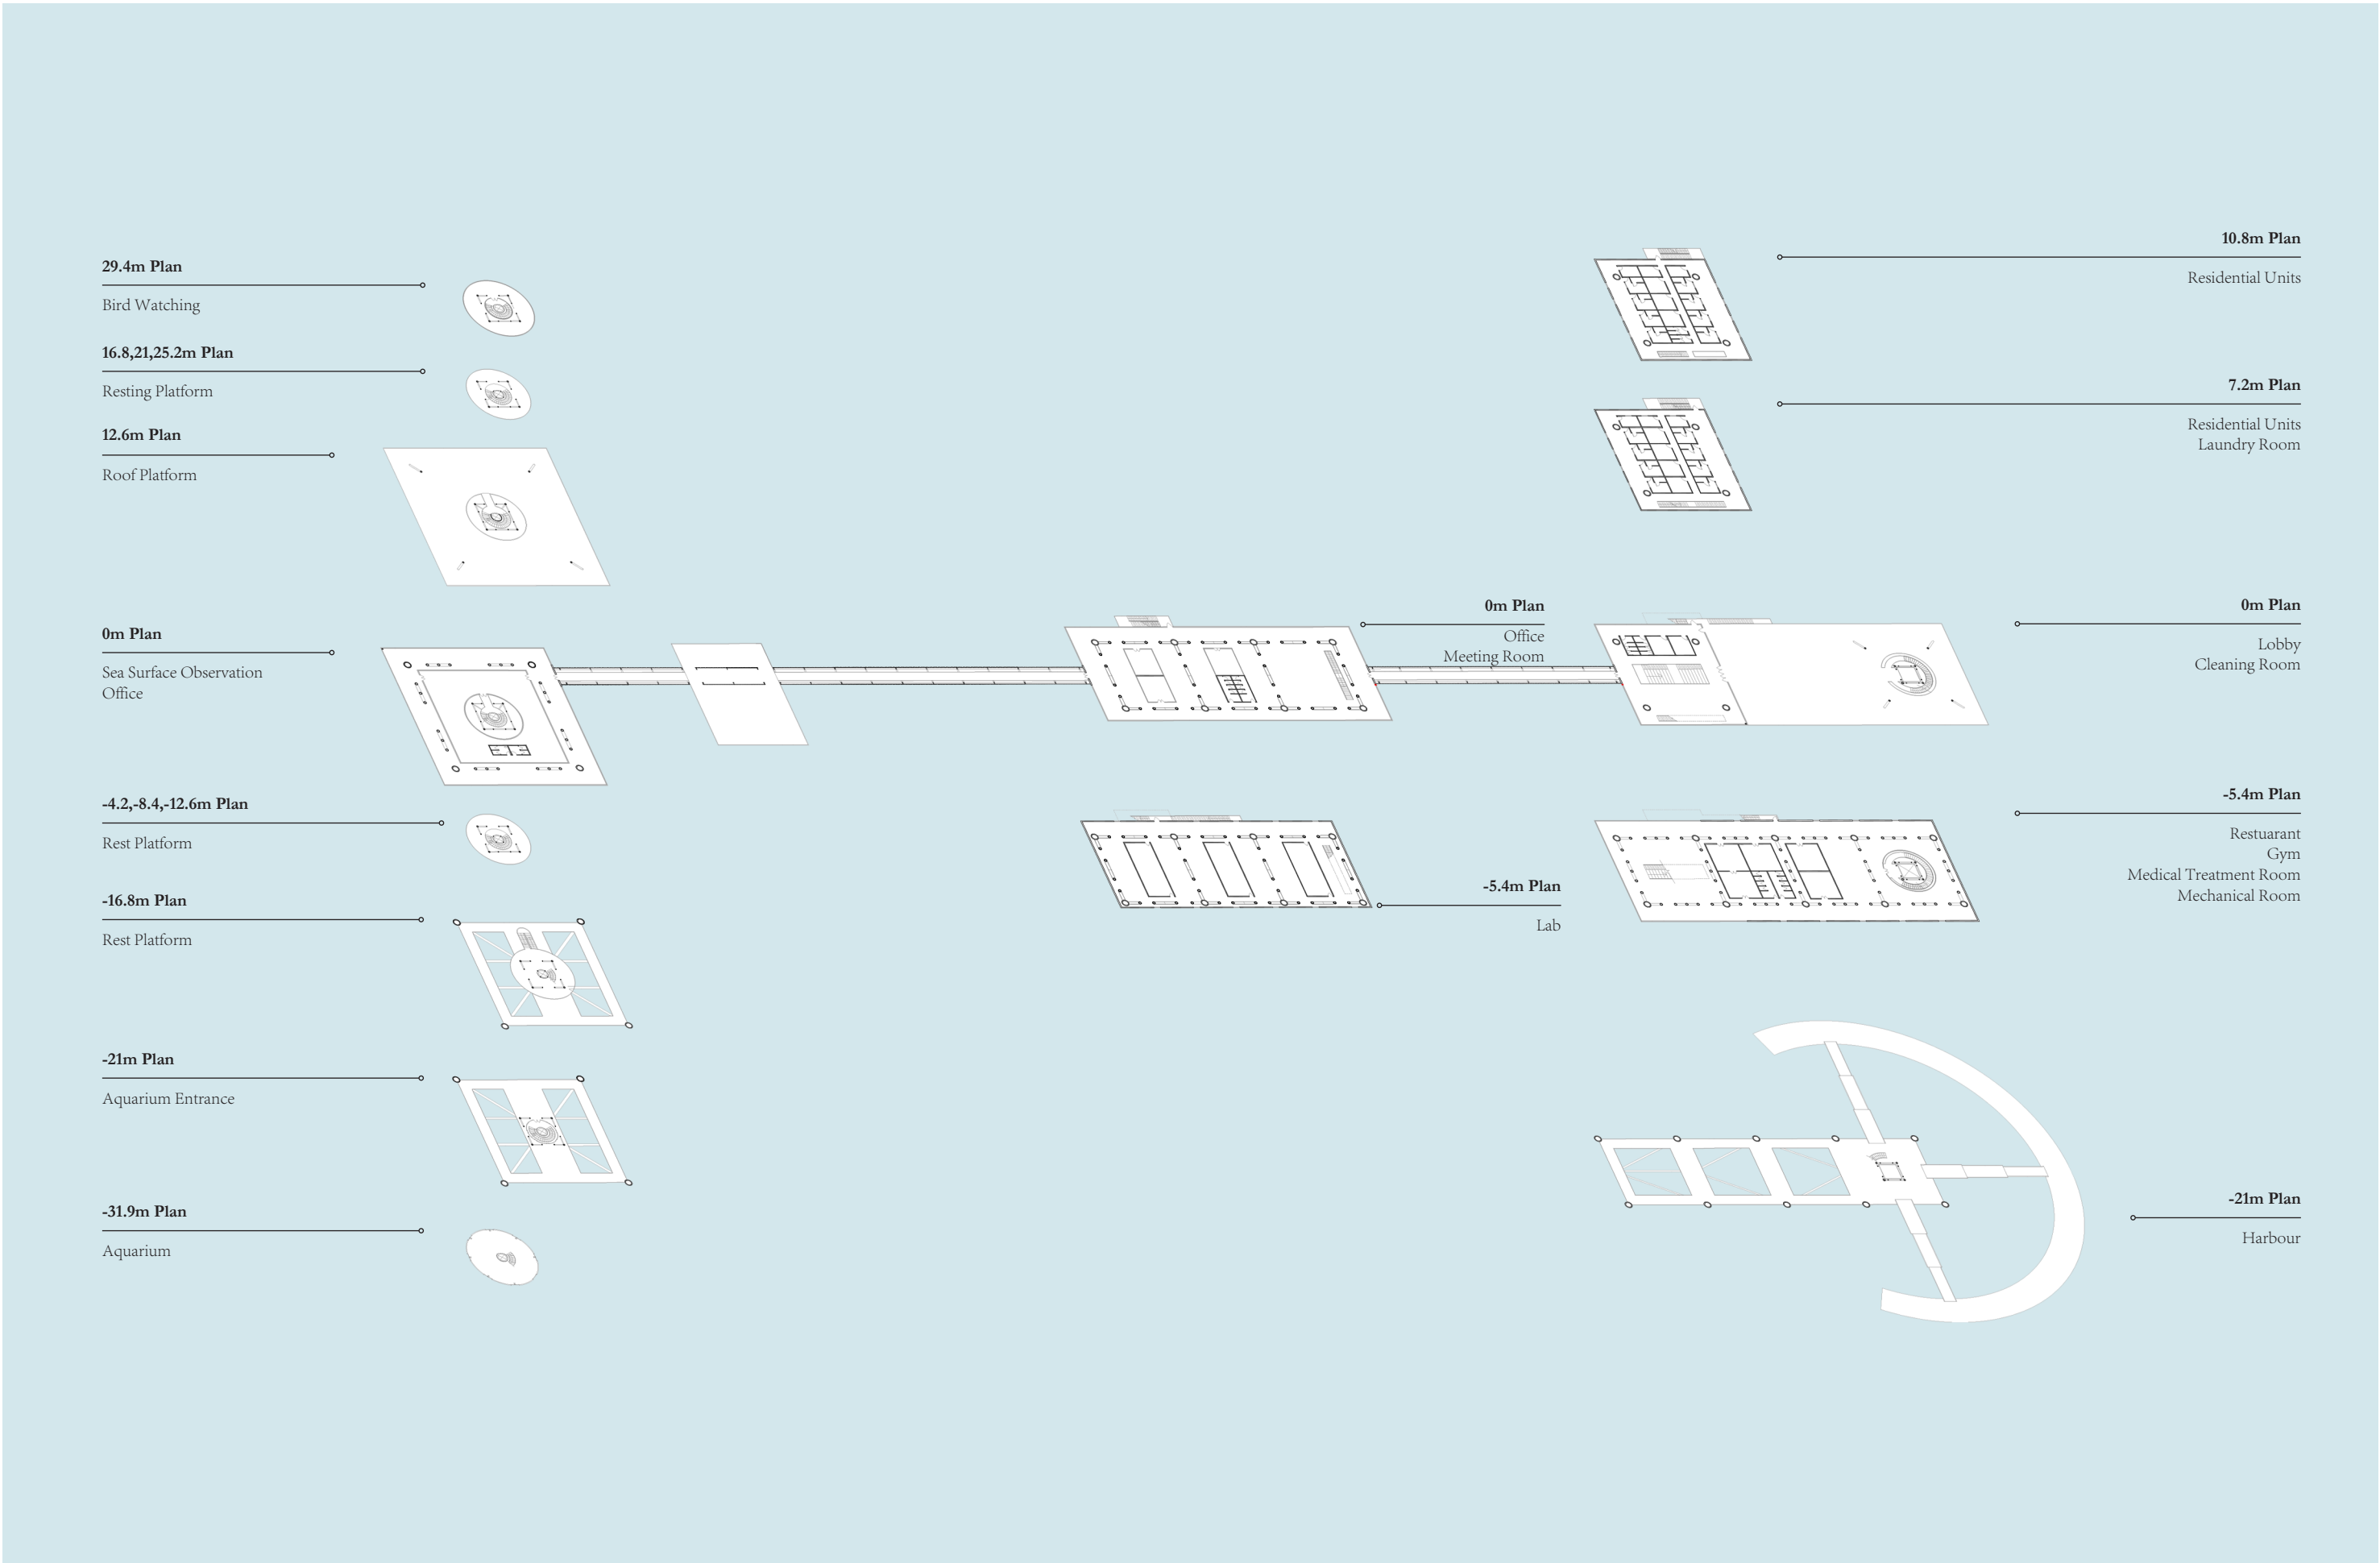 29.4m Plan
Bird Watching
16.8,21,25.2m Plan
Resting Platform
12.6m Plan
Roof Platform
0m Plan
Sea Surface Observation
Office
-4.2,-8.4,-12.6m Plan
Rest Platform
-16.8m Plan
Rest Platform
-21m Plan
Aquarium Entrance
-31.9m Plan
Aquarium
0m Plan
Office
Meeting Room
-5.4m Plan
Lab
10.8m Plan
Residential Units
7.2m Plan
Residential Units
Laundry Room
0m Plan
Lobby
Cleaning Room
-5.4m Plan
Restuarant
Gym
Medical Treatment Room
Mechanical Room
-21m Plan
Harbour